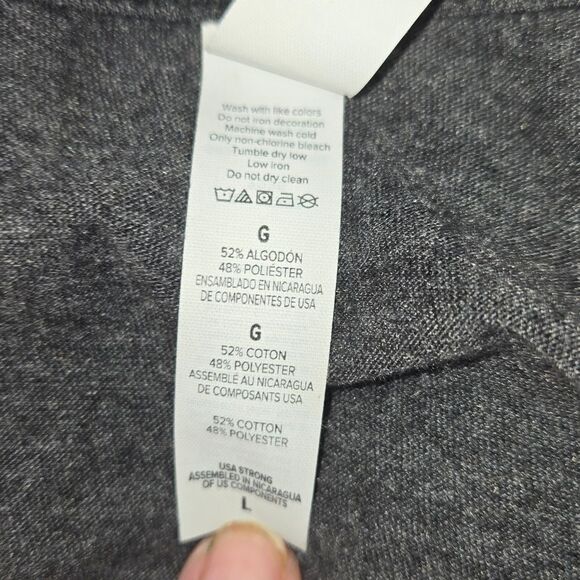 Wash with like colors
Do not iron decoration
Machine wash cold
Only non-chlorine bleach
Tumble dry low
Low iron
Do not dry clean
G
52% ALGODÓN
48% POLIÉSTER
ENSAMBLADO EN NICARAGUA
DE COMPONENTES DE USA
G
52% COTON
48% POLYESTER
ASSEMBLÉ AU NICARAGUA
DE COMPOSANTS USA
52% COTTON
48% POLYESTER
USA STRONG
ASSEMBLED IN NICARAGUA
OF US COMPONENTS
L